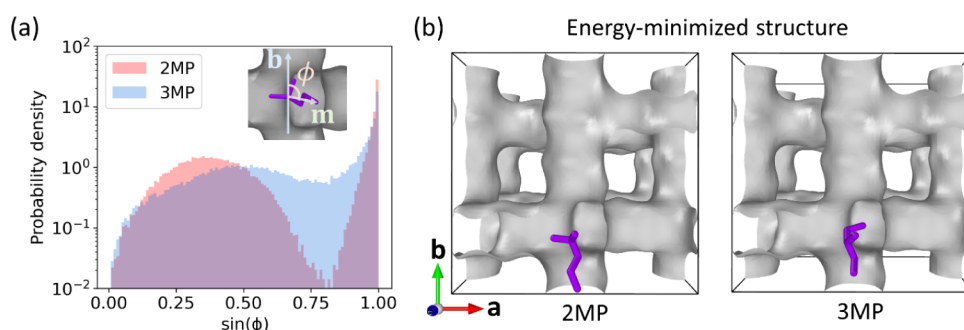 (a)
10²
10¹
10⁰
10⁻¹
10⁻²
Probability density
2MP
3MP
b
ϕ
m
0.00 0.25 0.50 0.75 1.00
sin(ϕ)
(b) Energy-minimized structure
b
a
2MP 3MP